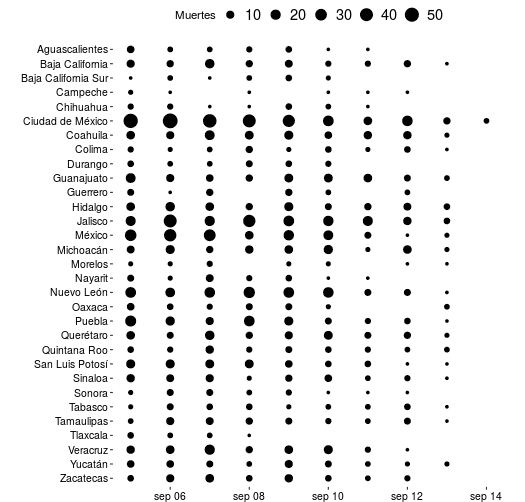 Muertes 10 20 30 40 50
Aguascalientes
Baja California
Baja California Sur
Campeche
Chihuahua
Ciudad de México
Coahuila
Colima
Durango
Guanajuato
Guerrero
Hidalgo
Jalisco
México
Michoacán
Morelos
Nayarit
Nuevo León
Oaxaca
Puebla
Querétaro
Quintana Roo
San Luis Potosí
Sinaloa
Sonora
Tabasco
Tamaulipas
Tlaxcala
Veracruz
Yucatán
Zacatecas
sep 06 sep 08 sep 10 sep 12 sep 14